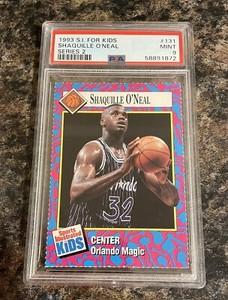 1993 S.I. FOR KIDS #131
SHAQUILLE O'NEAL MINT
SERIES 2 9
PSA 58891872
SHAQUILLE O'NEAL
Orlando
32
Sports Illustrated
KIDS
CENTER
Orlando Magic